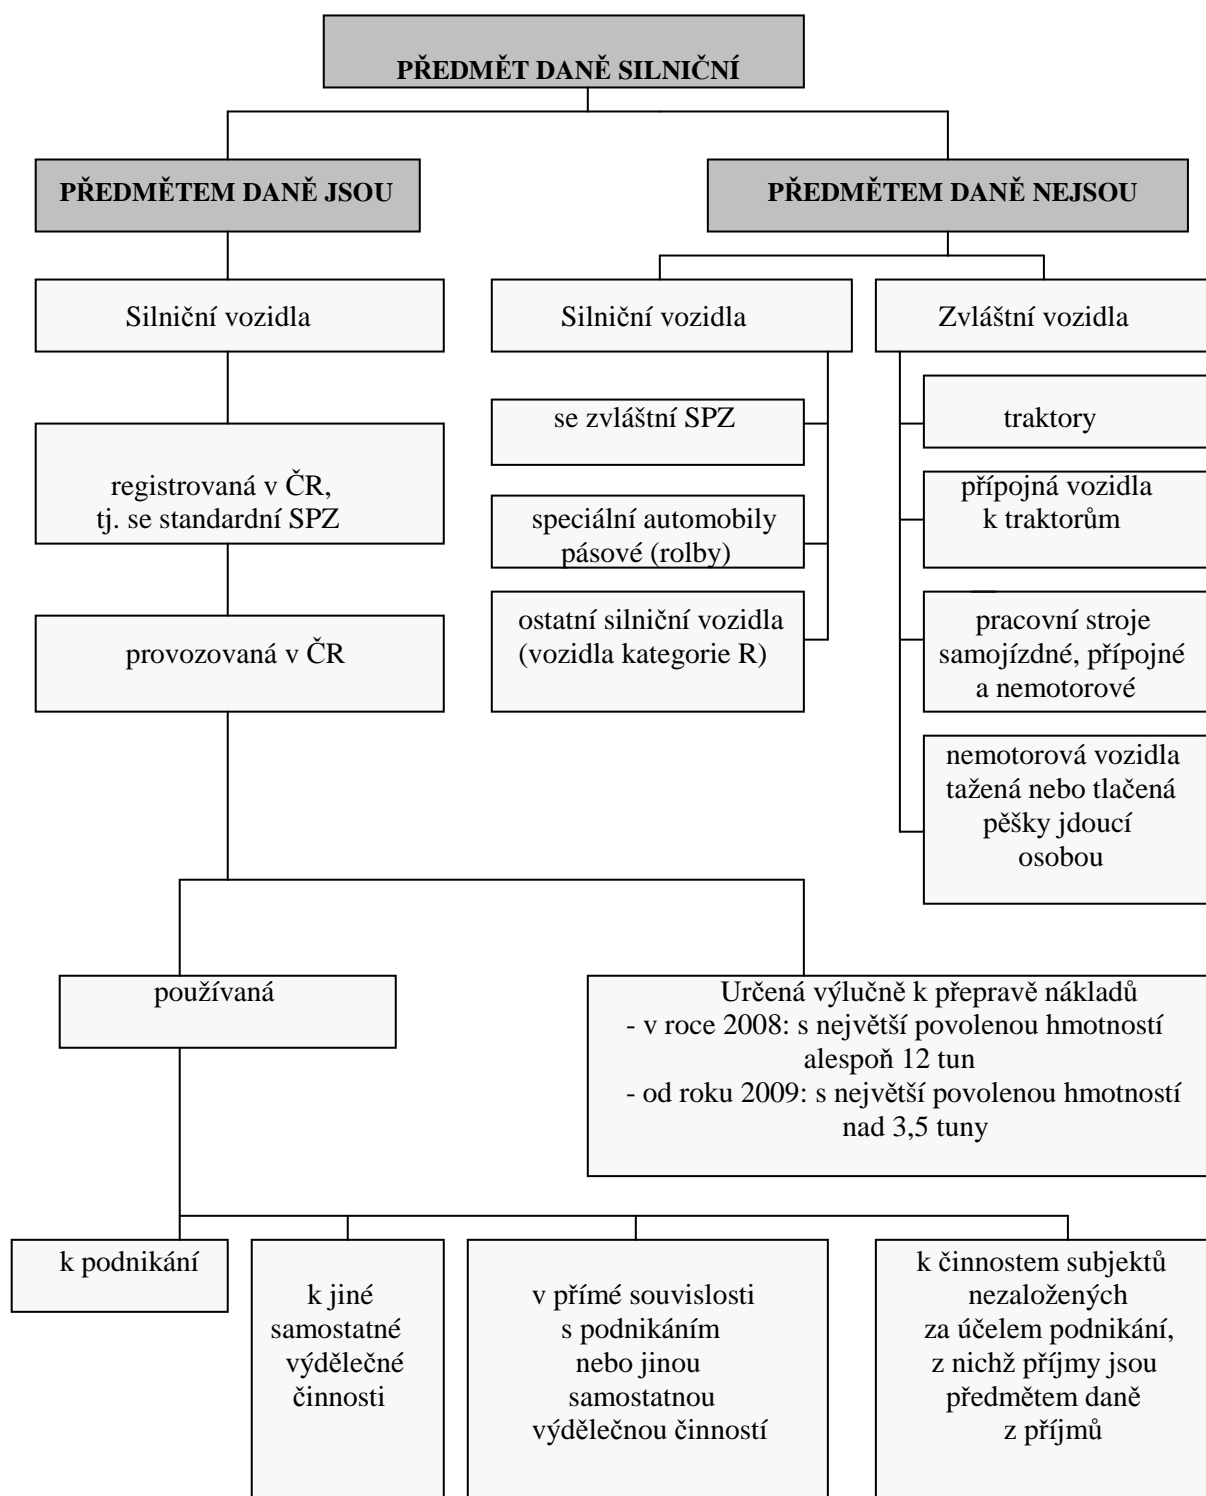 PŘEDMĚT DANĚ SILNIČNÍ
PŘEDMĚTEM DANĚ JSOU
PŘEDMĚTEM DANĚ NEJSOU
Silniční vozidla
registrovaná v ČR,
tj. se standardní SPZ
provozovaná v ČR
Silniční vozidla
se zvláštní SPZ
speciální automobily
pásové (rolby)
ostatní silniční vozidla
(vozidla kategorie R)
Zvláštní vozidla
traktory
přípojná vozidla
k traktorům
pracovní stroje
samojízdné, přípojné
a nemotorové
nemotorová vozidla
tažená nebo tlačená
pěšky jdoucí
osobou
používaná
Určená výlučně k přepravě nákladů
- v roce 2008: s největší povolenou hmotností
alespoň 12 tun
- od roku 2009: s největší povolenou hmotností
nad 3,5 tuny
k podnikání
k jiné
samostatné
výdělečné
činnosti
v přímé souvislosti
s podnikáním
nebo jinou
samostatnou
výdělečnou činností
k činnostem subjektů
nezaložených
za účelem podnikání,
z nichž příjmy jsou
předmětem daně
z příjmů